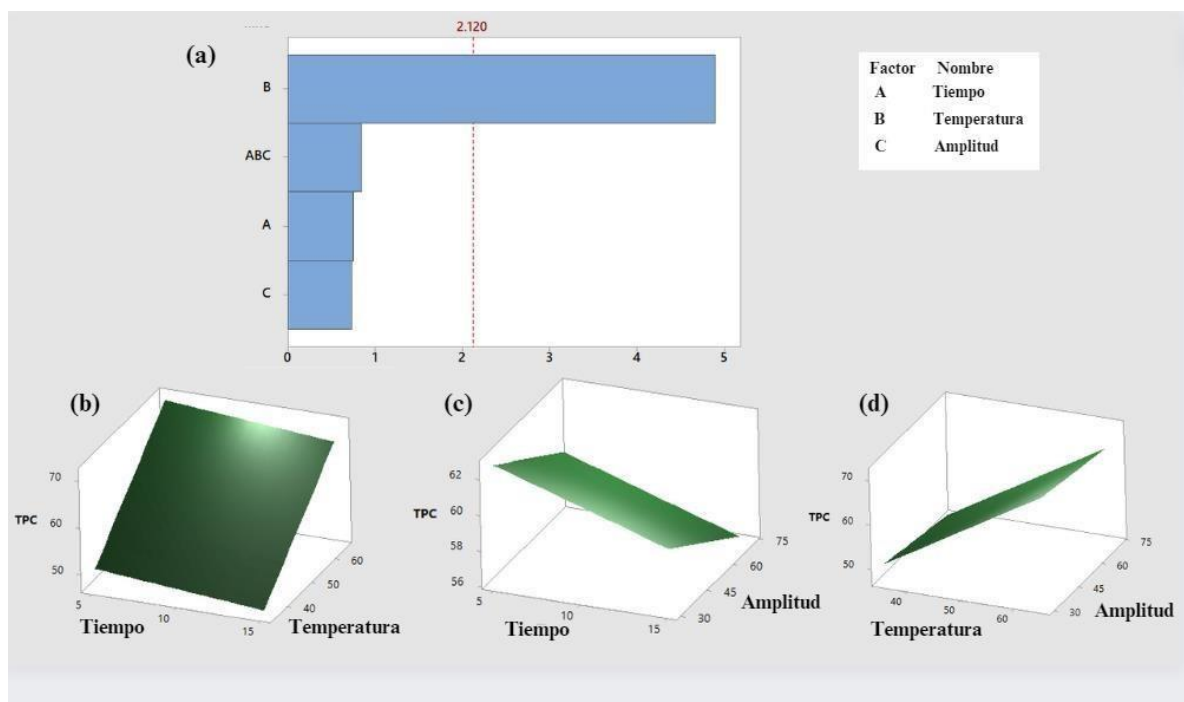 2.120
(a)
Factor Nombre
A Tiempo
B Temperatura
C Amplitud
B
ABC
A
C
0 1 2 3 4 5
(b)
70
TPC
60
50
5
10
15
Tiempo
40
50
60
Temperatura
(c)
62
TPC
60
58
56
5
10
15
Tiempo
30
45
60
75
Amplitud
(d)
70
TPC
60
50
40
50
60
Temperatura
30
45
60
75
Amplitud